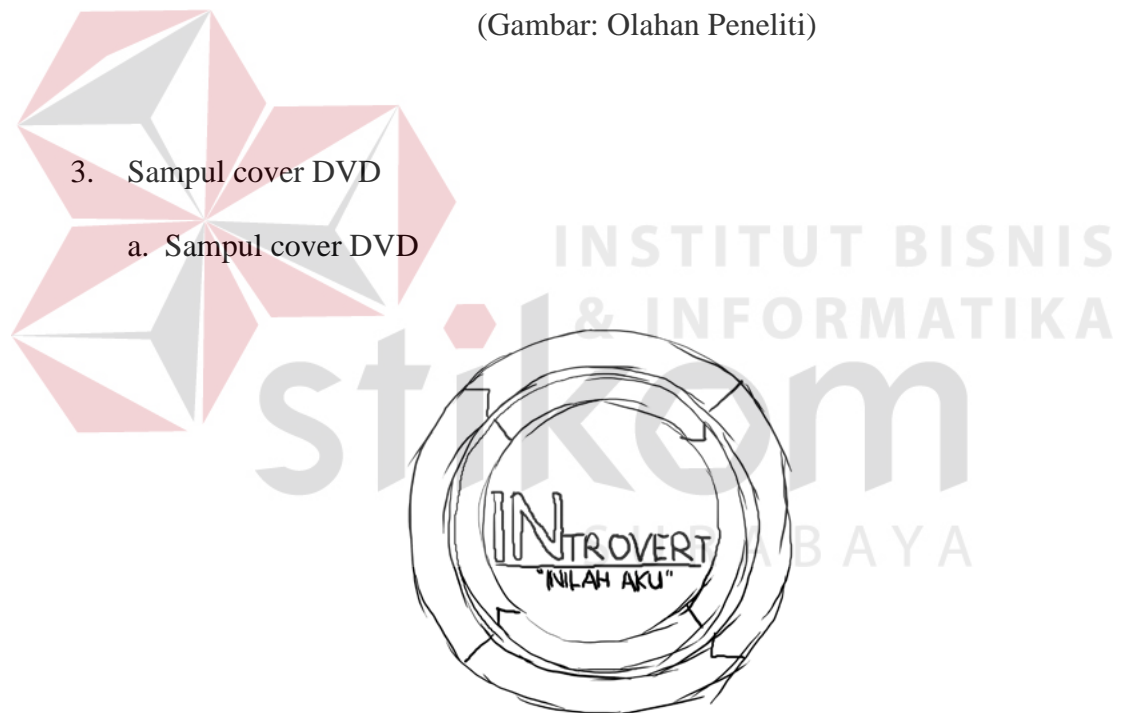 (Gambar: Olahan Peneliti)
3. Sampul cover DVD
a. Sampul cover DVD
INSTITUT BISNIS
& INFORMATIKA
stikom
SURABAYA
INTROVERT
"INILAH AKU"